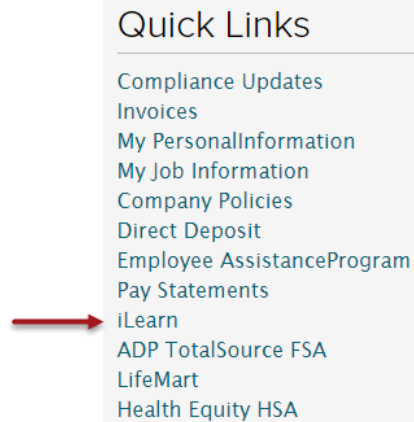 Quick Links
Compliance Updates
Invoices
My PersonalInformation
My Job Information
Company Policies
Direct Deposit
Employee AssistanceProgram
Pay Statements
iLearn
ADP TotalSource FSA
LifeMart
Health Equity HSA